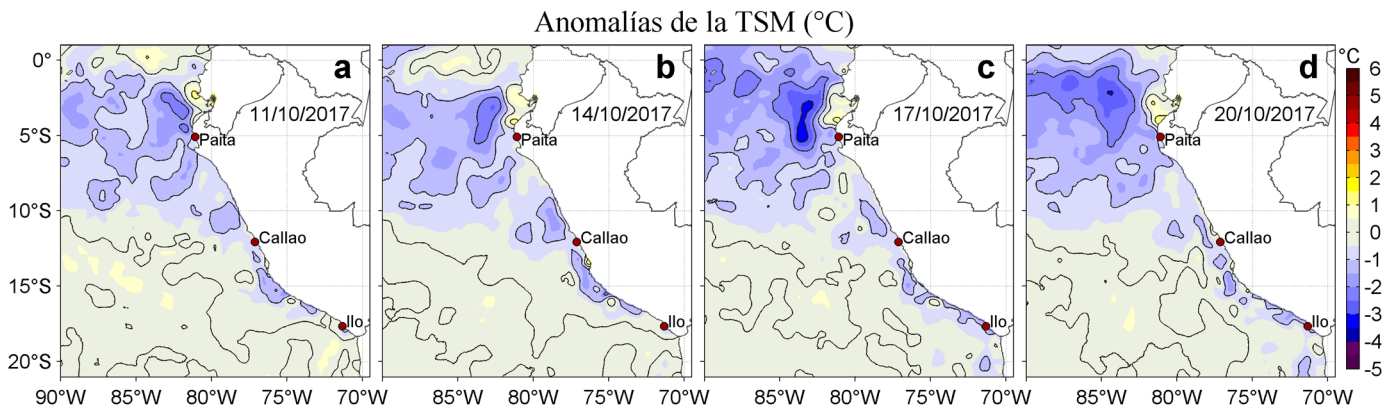 Anomalías de la TSM (°C)
a
11/10/2017
Paita
Callao
Ilo
b
14/10/2017
Paita
Callao
Ilo
c
17/10/2017
Paita
Callao
Ilo
d
20/10/2017
Paita
Callao
Ilo
0°
5°S
10°S
15°S
20°S
90°W 85°W 80°W 75°W 70°W
85°W 80°W 75°W 70°W
85°W 80°W 75°W 70°W
85°W 80°W 75°W 70°W
°C
6
5
4
3
2
1
0
-1
-2
-3
-4
-5